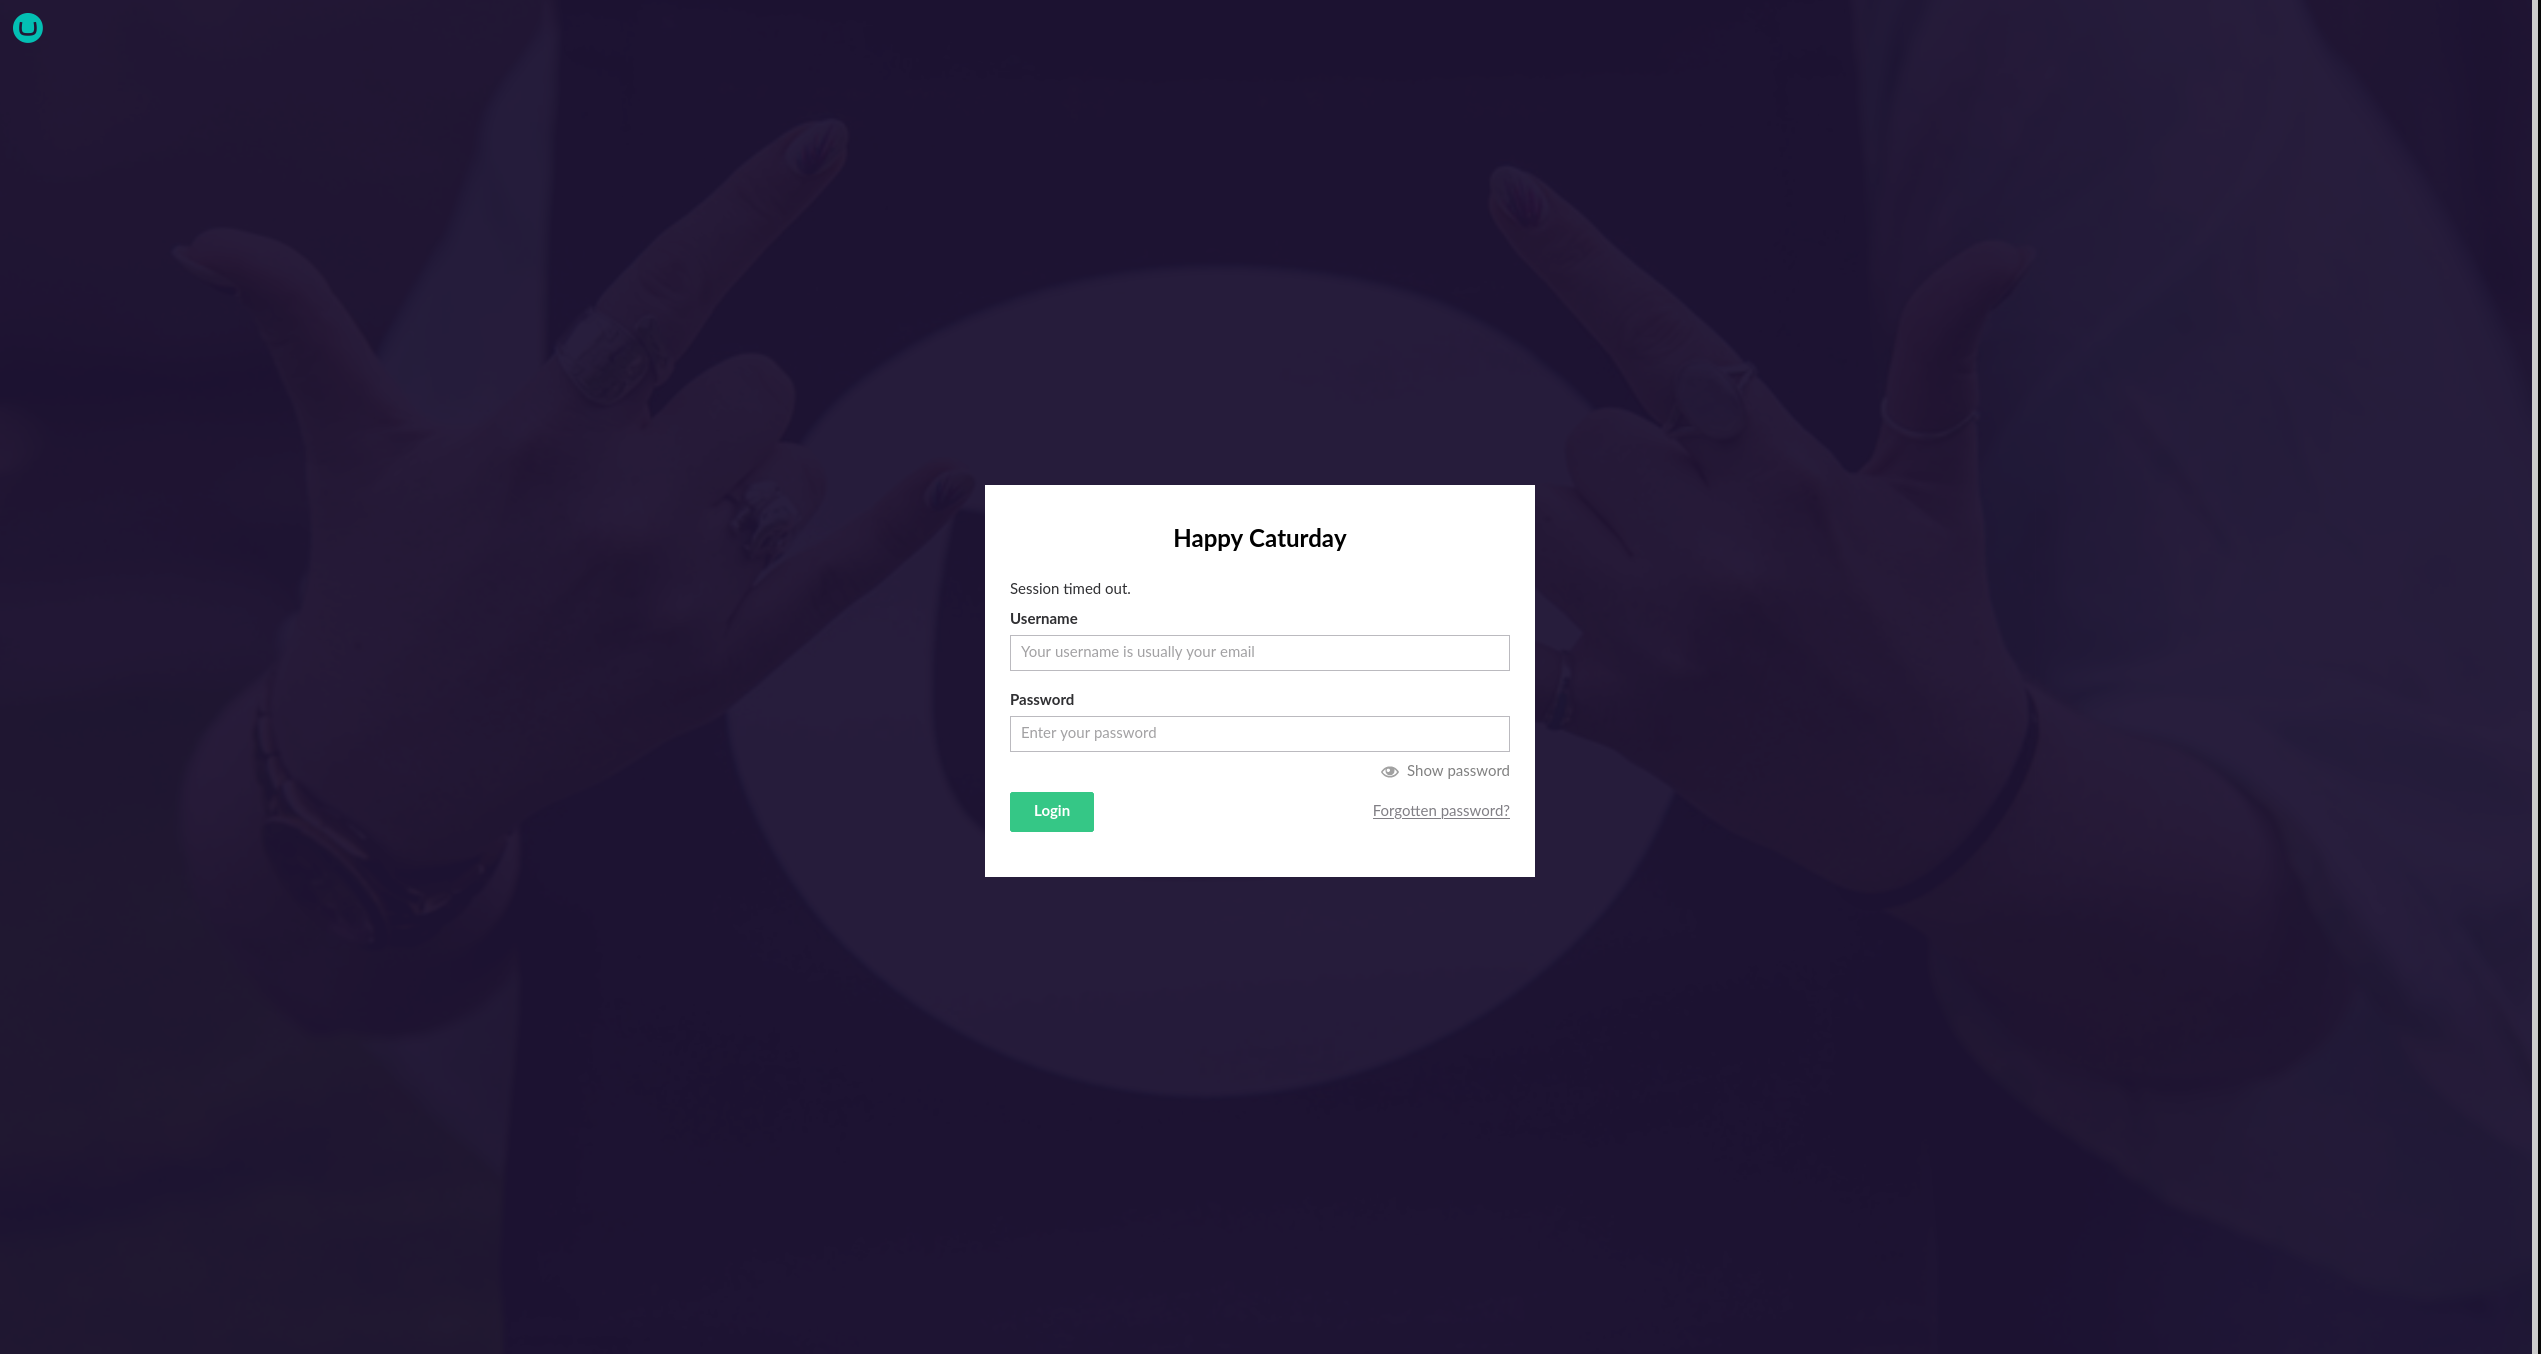 Happy Caturday
Session timed out.
Username
Your username is usually your email
Password
Enter your password
Show password
Login
Forgotten password?